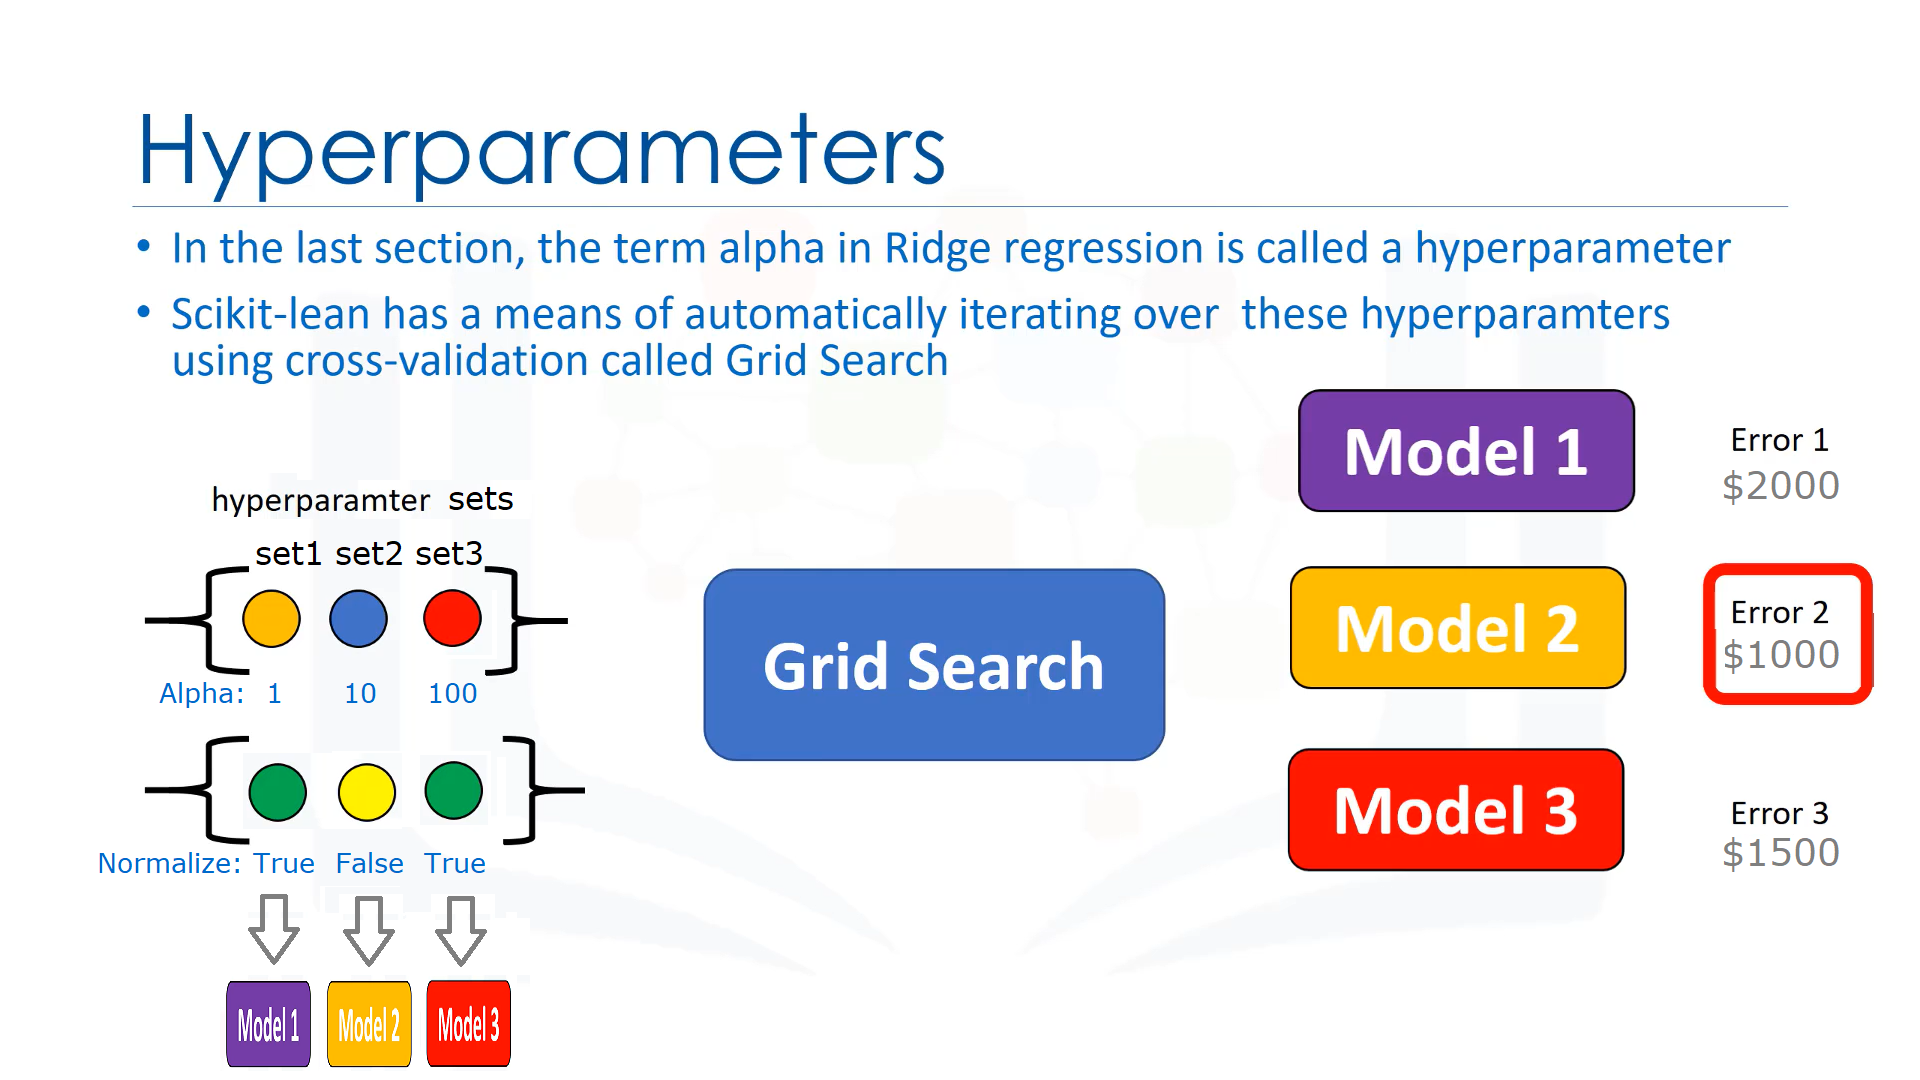 Hyperparameters
• In the last section, the term alpha in Ridge regression is called a hyperparameter
• Scikit-lean has a means of automatically iterating over these hyperparamters
using cross-validation called Grid Search
hyperparamter sets
set1 set2 set3
Alpha: 1 10 100
Normalize: True False True
Model 1 Model 2 Model 3
Grid Search
Model 1
Error 1
$2000
Model 2
Error 2
$1000
Model 3
Error 3
$1500